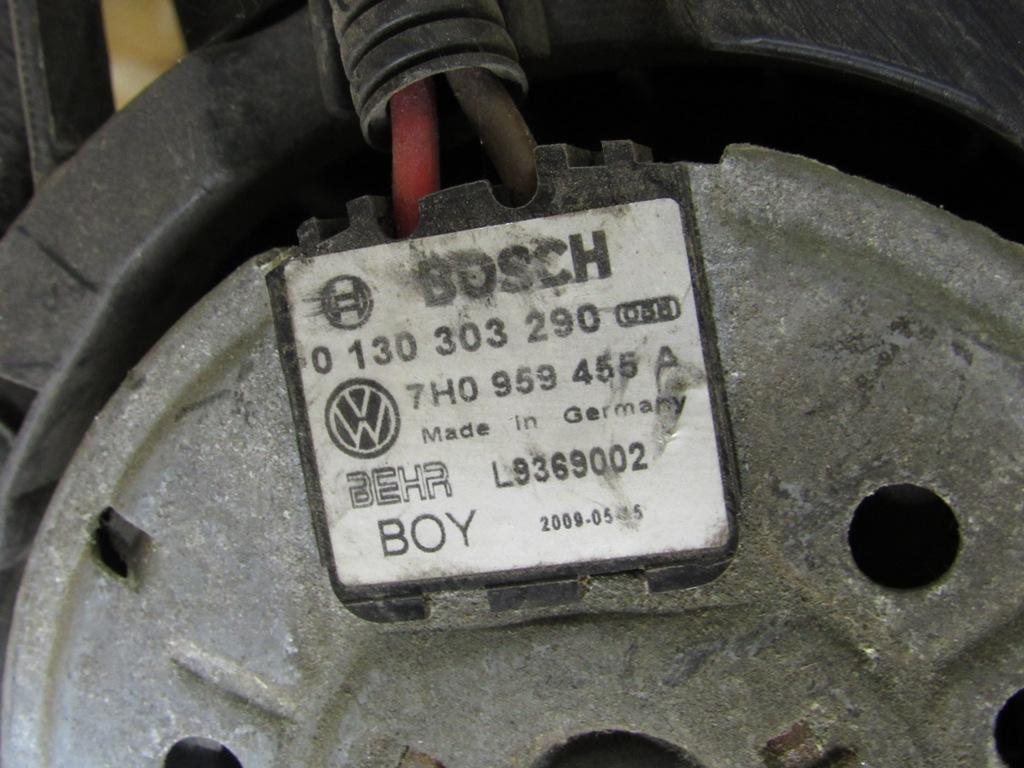 BOSCH
0 130 303 290
7H0 959 455 A
Made in Germany
BEHR L9369002
BOY